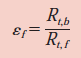 ε_f = R_{t,b} / R_{t,f}